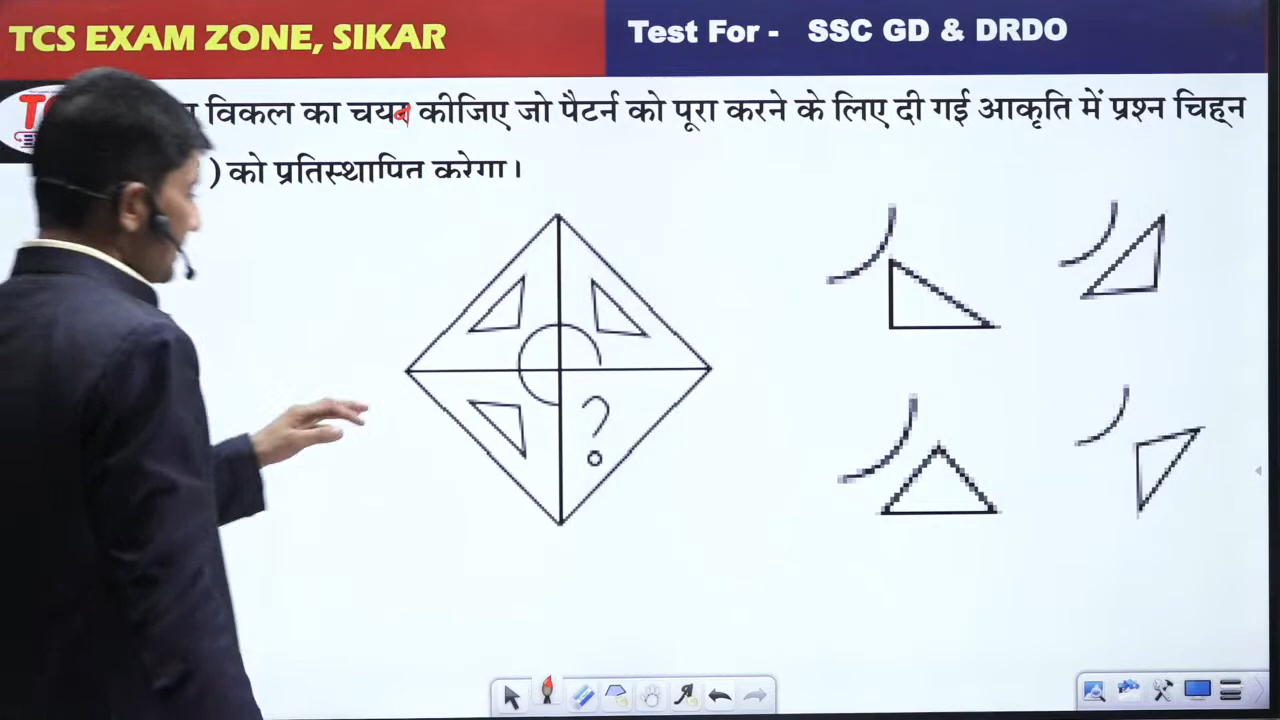 TCS EXAM ZONE, SIKAR
Test For - SSC GD & DRDO
विकल का चयन कीजिए जो पैटर्न को पूरा करने के लिए दी गई आकृति में प्रश्न चिह्न
) को प्रतिस्थापित करेगा।
?